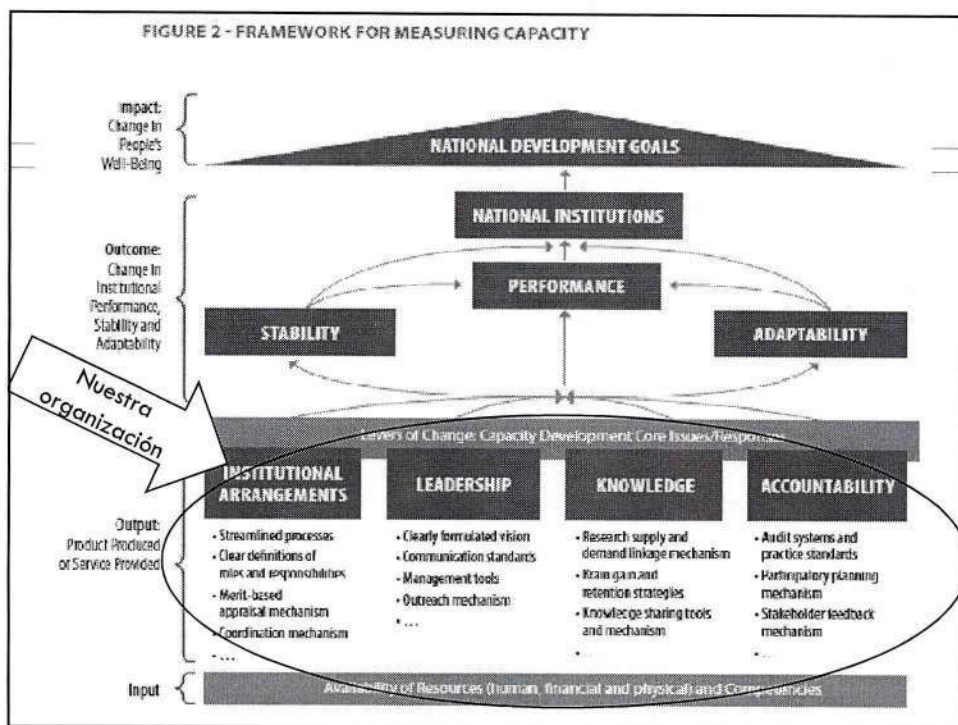 FIGURE 2 - FRAMEWORK FOR MEASURING CAPACITY
Impact:
Change In
People's
Well-Being
NATIONAL DEVELOPMENT GOALS
NATIONAL INSTITUTIONS
Outcome:
Change In
Institutional
Performance,
Stability and
Adaptability
PERFORMANCE
STABILITY
ADAPTABILITY
Nuestra
organización
Levers of Change: Capacity Development Core Issues/Responses
INSTITUTIONAL
ARRANGEMENTS
• Streamlined processes
• Clear definitions of
roles and responsibilities
• Merit-based
appraisal mechanism
• Coordination mechanism
• ...
LEADERSHIP
• Clearly formulated vision
• Communication standards
• Management tools
• Outreach mechanism
• ...
KNOWLEDGE
• Research supply and
demand linkage mechanism
• Brain gain and
retention strategies
• Knowledge sharing tools
and mechanism
• ...
ACCOUNTABILITY
• Audit systems and
practice standards
• Participatory planning
mechanism
• Stakeholder feedback
mechanism
• ...
Output:
Product Produced
or Service Provided
Input
Availability of Resources (human, financial and physical) and Competencies